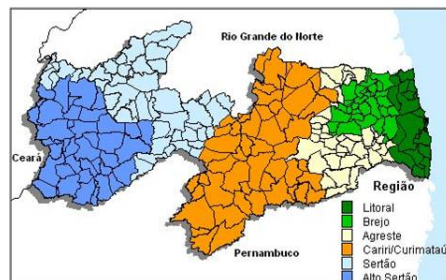 Rio Grande do Norte
Ceará
Pernambuco
Região
Litoral
Brejo
Agreste
Cariri/Curimataú
Sertão
Alto Sertão